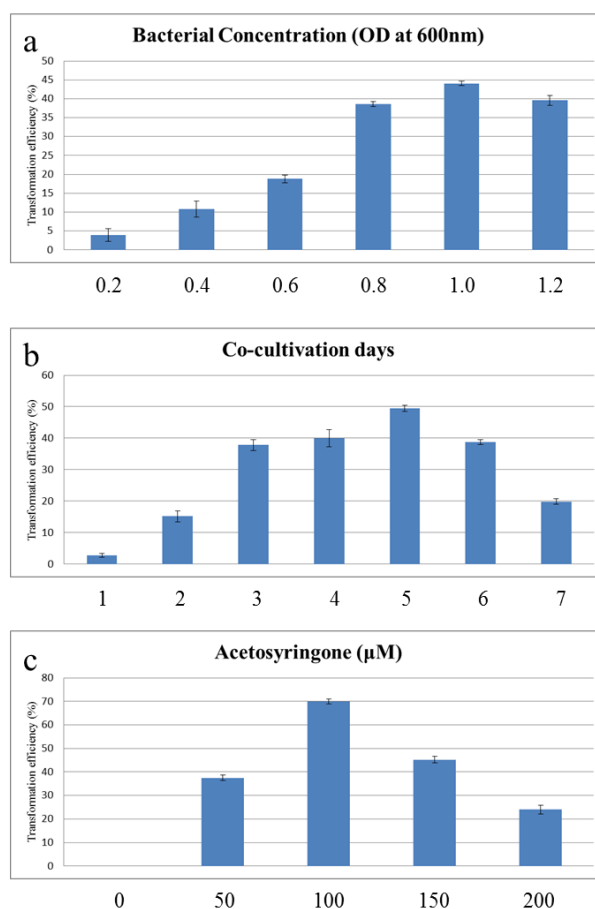 a
Bacterial Concentration (OD at 600nm)
Transformation efficiency (%)
50
45
40
35
30
25
20
15
10
5
0
0.2 0.4 0.6 0.8 1.0 1.2
b
Co-cultivation days
Transformation efficiency (%)
60
50
40
30
20
10
0
1 2 3 4 5 6 7
c
Acetosyringone (µM)
Transformation efficiency (%)
80
70
60
50
40
30
20
10
0
0 50 100 150 200